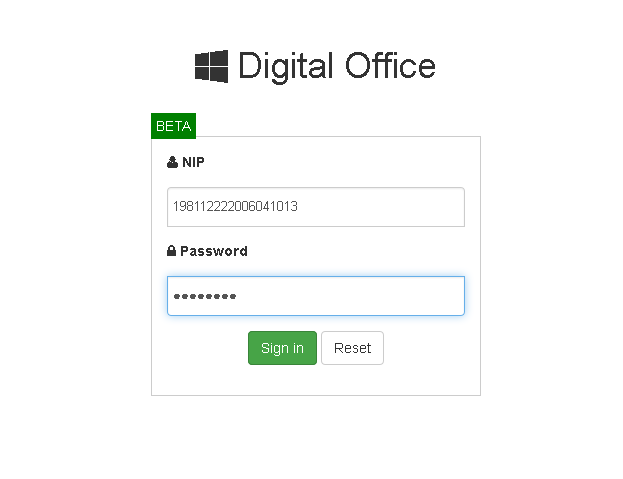 Digital Office
BETA
NIP
198112222006041013
Password
••••••••
Sign in
Reset